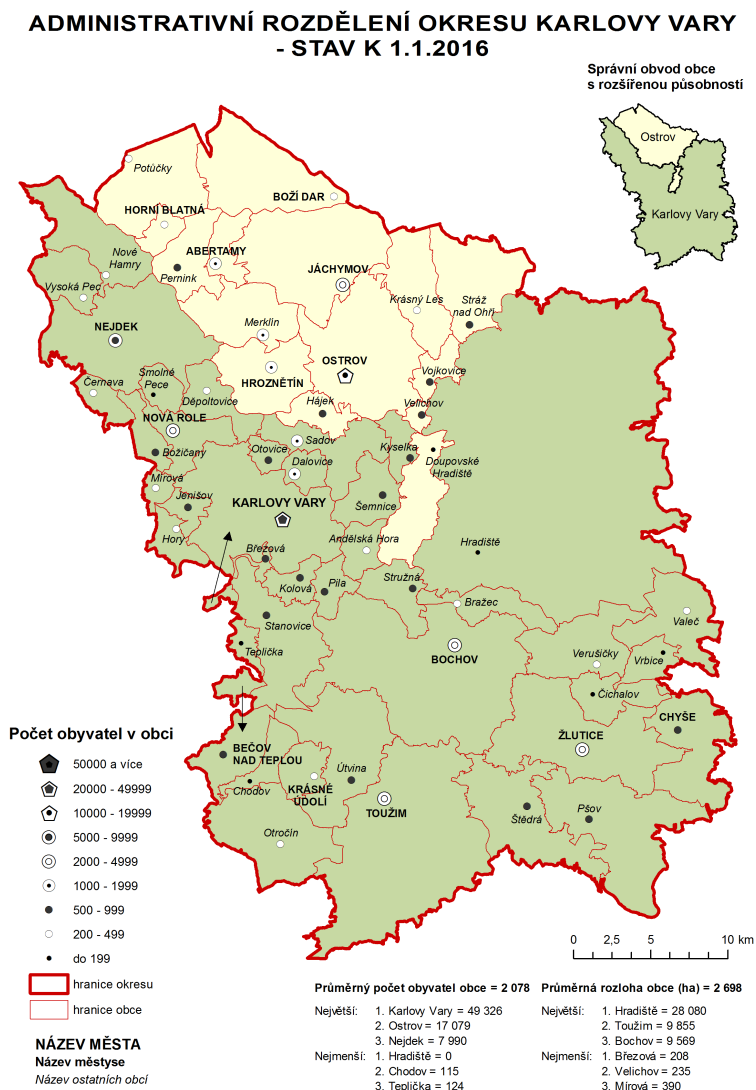 ADMINISTRATIVNÍ ROZDĚLENÍ OKRESU KARLOVY VARY
- STAV K 1.1.2016
Správní obvod obce
s rozšířenou působností
Ostrov
Karlovy Vary
Potůčky
BOŽÍ DAR
HORNÍ BLATNÁ
Nové
Hamry
ABERTAMY
Pernink
JÁCHYMOV
Vysoká Pec
Krásný Les
Stráž
nad Ohří
NEJDEK
Merklín
OSTROV
Smolné
Pece
Vojkovice
Černava
HROZNĚTÍN
Děpoltovice
Hájek
Velichov
NOVÁ ROLE
Sadov
Otovice
Kyselka
Božičany
Dalovice
Doupovské
Hradiště
Mírová
Jenišov
KARLOVY VARY
Šemnice
Hory
Andělská Hora
Březová
Hradiště
Kolová
Pila
Stružná
Bražec
Stanovice
Valeč
Teplička
BOCHOV
Verušičky
Vrbice
Čichalov
CHYŠE
ŽLUTICE
BEČOV
NAD TEPLOU
Útvina
Chodov
KRÁSNÉ
ÚDOLÍ
TOUŽIM
Štědrá
Pšov
Otročin
Počet obyvatel v obci
50000 a více
20000 - 49999
10000 - 19999
5000 - 9999
2000 - 4999
1000 - 1999
500 - 999
200 - 499
do 199
hranice okresu
hranice obce
NÁZEV MĚSTA
Název městyse
Název ostatních obcí
0 2,5 5 10 km
Průměrný počet obyvatel obce = 2 078
Největší: 1. Karlovy Vary = 49 326
2. Ostrov = 17 079
3. Nejdek = 7 990
Nejmenší: 1. Hradiště = 0
2. Chodov = 115
3. Teplička = 124
Průměrná rozloha obce (ha) = 2 698
Největší: 1. Hradiště = 28 080
2. Toužim = 9 855
3. Bochov = 9 569
Nejmenší: 1. Březová = 208
2. Velichov = 235
3. Mírová = 390